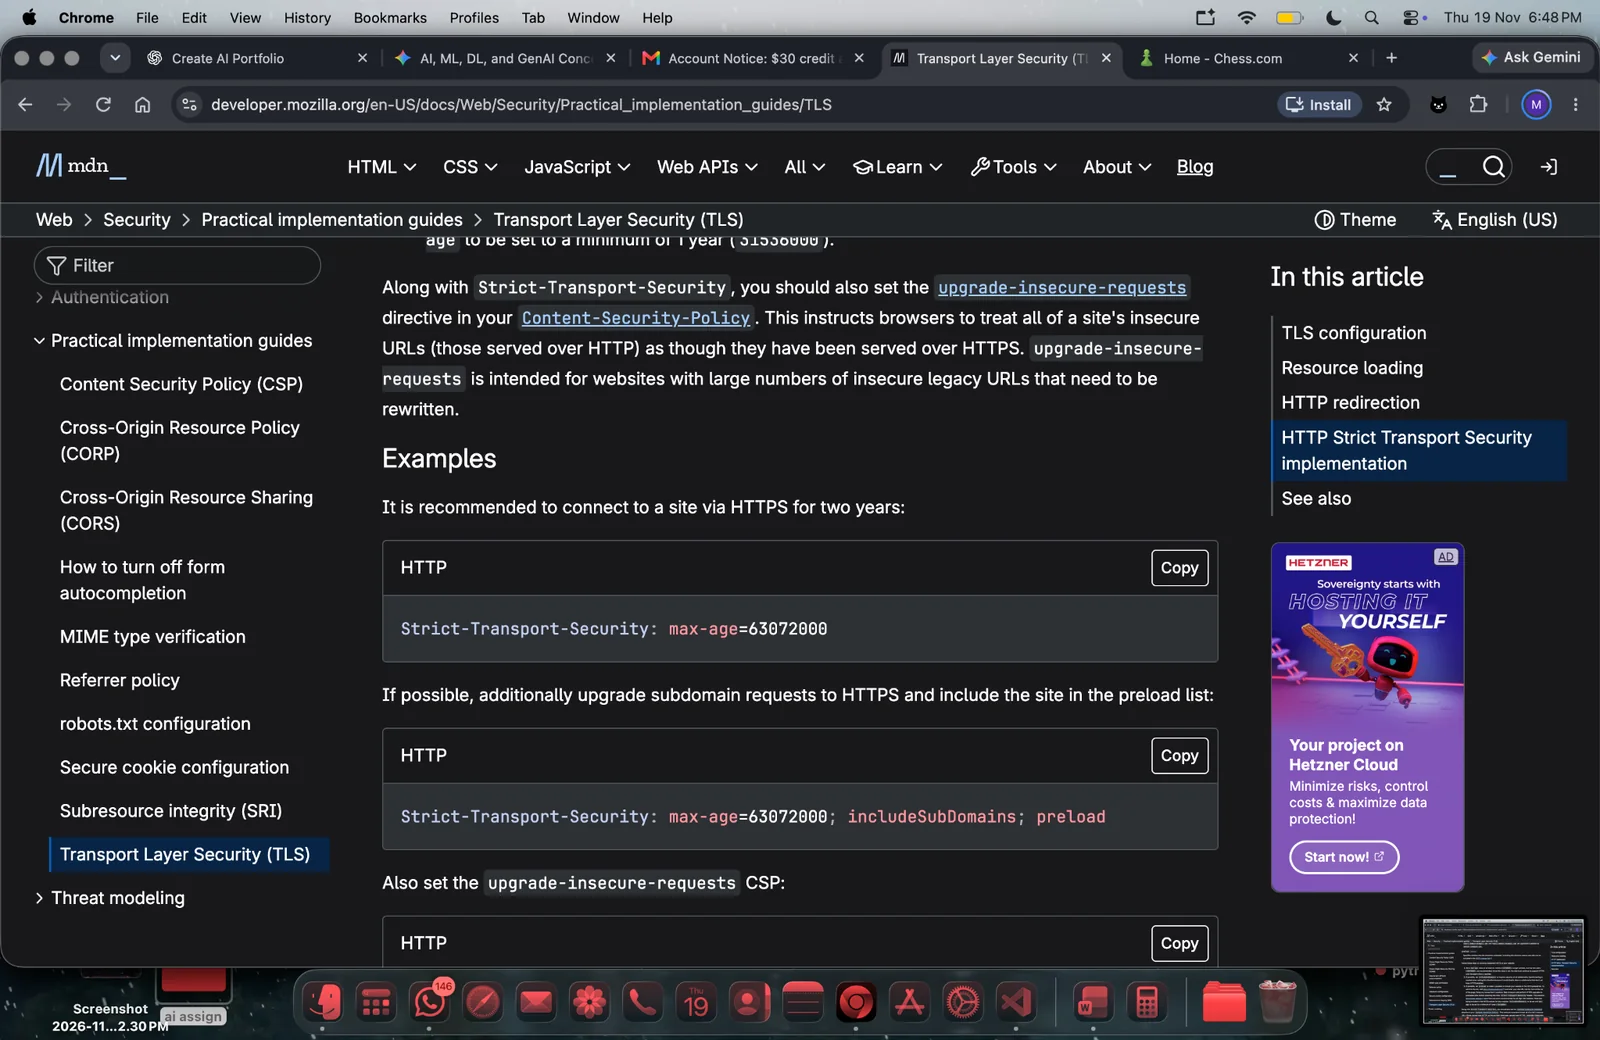 Chrome File Edit View History Bookmarks Profiles Tab Window Help Thu 19 Nov 6:48 PM
Create AI Portfolio
AI, ML, DL, and GenAI Conc
Account Notice: $30 credit
Transport Layer Security (T
Home - Chess.com
Ask Gemini
developer.mozilla.org/en-US/docs/Web/Security/Practical_implementation_guides/TLS
Install
M
mdn_
HTML CSS JavaScript Web APIs All Learn Tools About Blog
Web > Security > Practical implementation guides > Transport Layer Security (TLS)
Theme English (US)
Filter
Authentication
Practical implementation guides
Content Security Policy (CSP)
Cross-Origin Resource Policy
(CORP)
Cross-Origin Resource Sharing
(CORS)
How to turn off form
autocompletion
MIME type verification
Referrer policy
robots.txt configuration
Secure cookie configuration
Subresource integrity (SRI)
Transport Layer Security (TLS)
Threat modeling
age to be set to a minimum of 1 year (31536000).
Along with Strict-Transport-Security, you should also set the upgrade-insecure-requests
directive in your Content-Security-Policy. This instructs browsers to treat all of a site's insecure
URLs (those served over HTTP) as though they have been served over HTTPS. upgrade-insecure-
requests is intended for websites with large numbers of insecure legacy URLs that need to be
rewritten.
Examples
It is recommended to connect to a site via HTTPS for two years:
HTTP
Copy
Strict-Transport-Security: max-age=63072000
If possible, additionally upgrade subdomain requests to HTTPS and include the site in the preload list:
HTTP
Copy
Strict-Transport-Security: max-age=63072000; includeSubDomains; preload
Also set the upgrade-insecure-requests CSP:
HTTP
Copy
In this article
TLS configuration
Resource loading
HTTP redirection
HTTP Strict Transport Security
implementation
See also
HETZNER
AD
Sovereignty starts with
HOSTING IT
YOURSELF
Your project on
Hetzner Cloud
Minimize risks, control
costs & maximize data
protection!
Start now!
Screenshot
2026-11...2.30 PM
ai assign
146
Thu
19
W